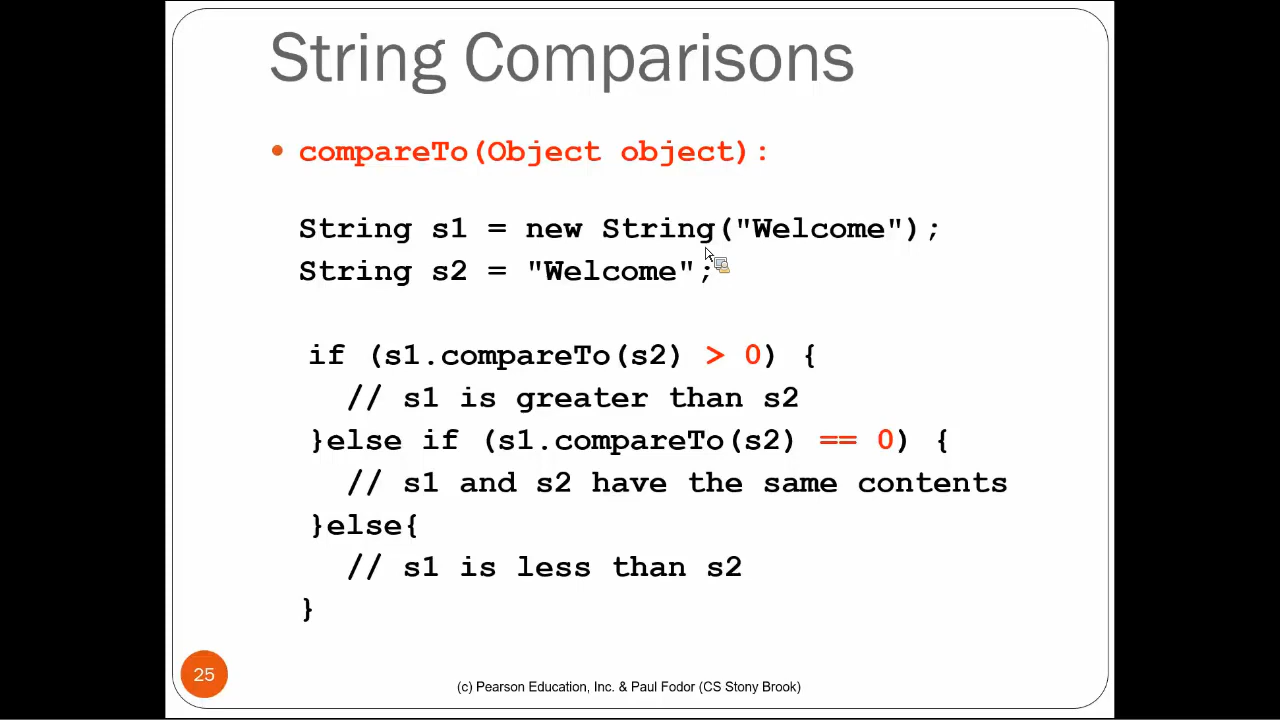 String Comparisons
• compareTo(Object object):
String s1 = new String("Welcome");
String s2 = "Welcome";
if (s1.compareTo(s2) > 0) {
// s1 is greater than s2
}else if (s1.compareTo(s2) == 0) {
// s1 and s2 have the same contents
}else{
// s1 is less than s2
}
25
(c) Pearson Education, Inc. & Paul Fodor (CS Stony Brook)